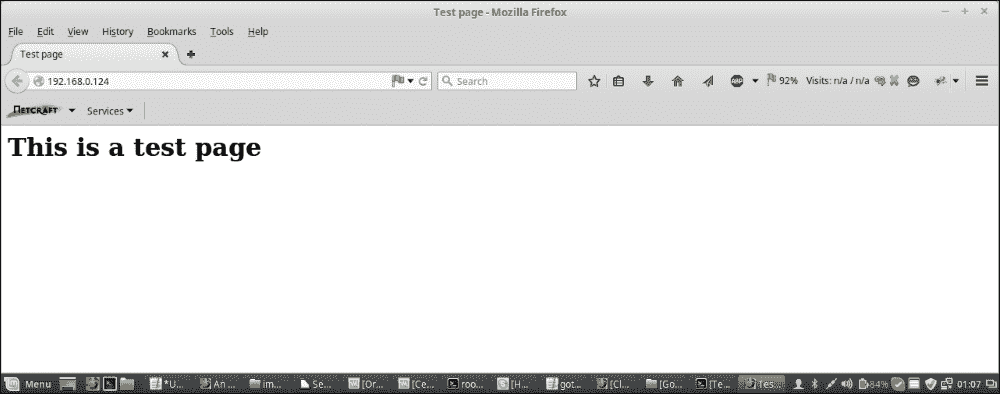 Test page - Mozilla Firefox
File Edit View History Bookmarks Tools Help
Test page
192.168.0.124 Search 92% Visits: n/a / n/a
NETCRAFT Services
This is a test page
Menu *U... An ... im... Se... [Or... [Ce... roo... [H... got... [Cl... [Go... [Te... Tes... 84% 01:07